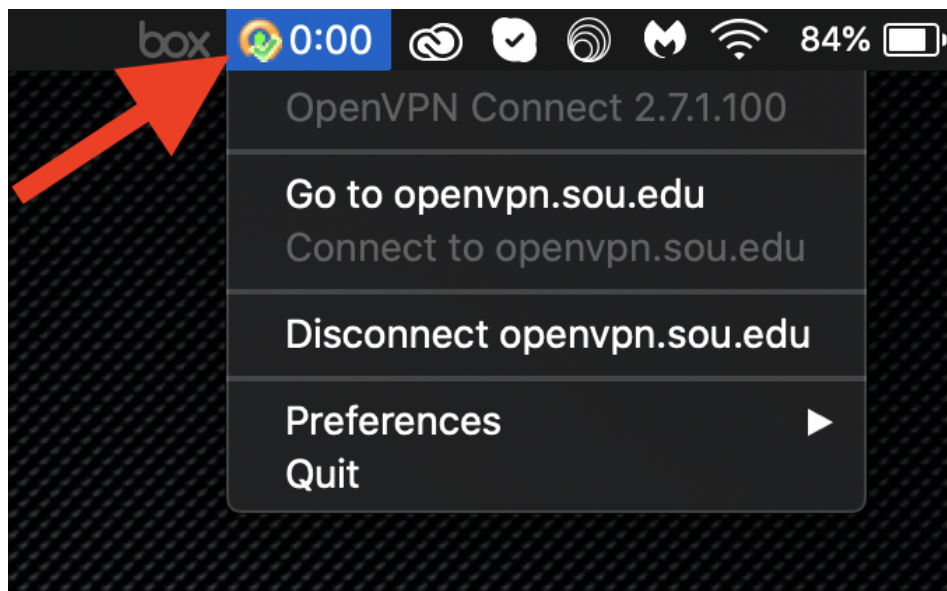 box 0:00 84%
OpenVPN Connect 2.7.1.100
Go to openvpn.sou.edu
Connect to openvpn.sou.edu
Disconnect openvpn.sou.edu
Preferences
Quit